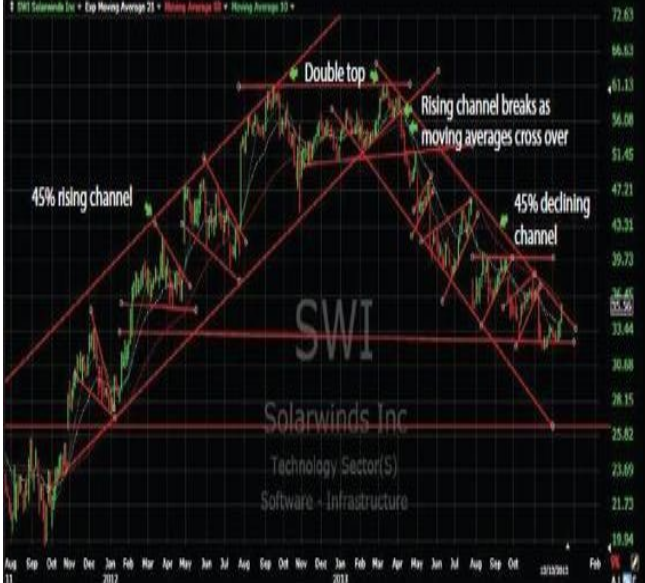 SWI Solarwinds Inc Exp Moving Average 21 Moving Average 50 Moving Average 10
72.63
66.63
61.13
Double top
Rising channel breaks as
moving averages cross over
56.08
51.45
47.21
45% rising channel
45% declining
channel
43.31
39.73
36.45
35.56
33.44
SWI
30.68
28.15
Solarwinds Inc
25.82
Technology Sector(S)
23.69
Software - Infrastructure
21.73
19.94
Aug Sep Oct Nov Dec Jan Feb Mar Apr May Jun Jul Aug Sep Oct Nov Dec Jan Feb Mar Apr May Jun Jul Aug Sep Oct Feb
11 2012 2013